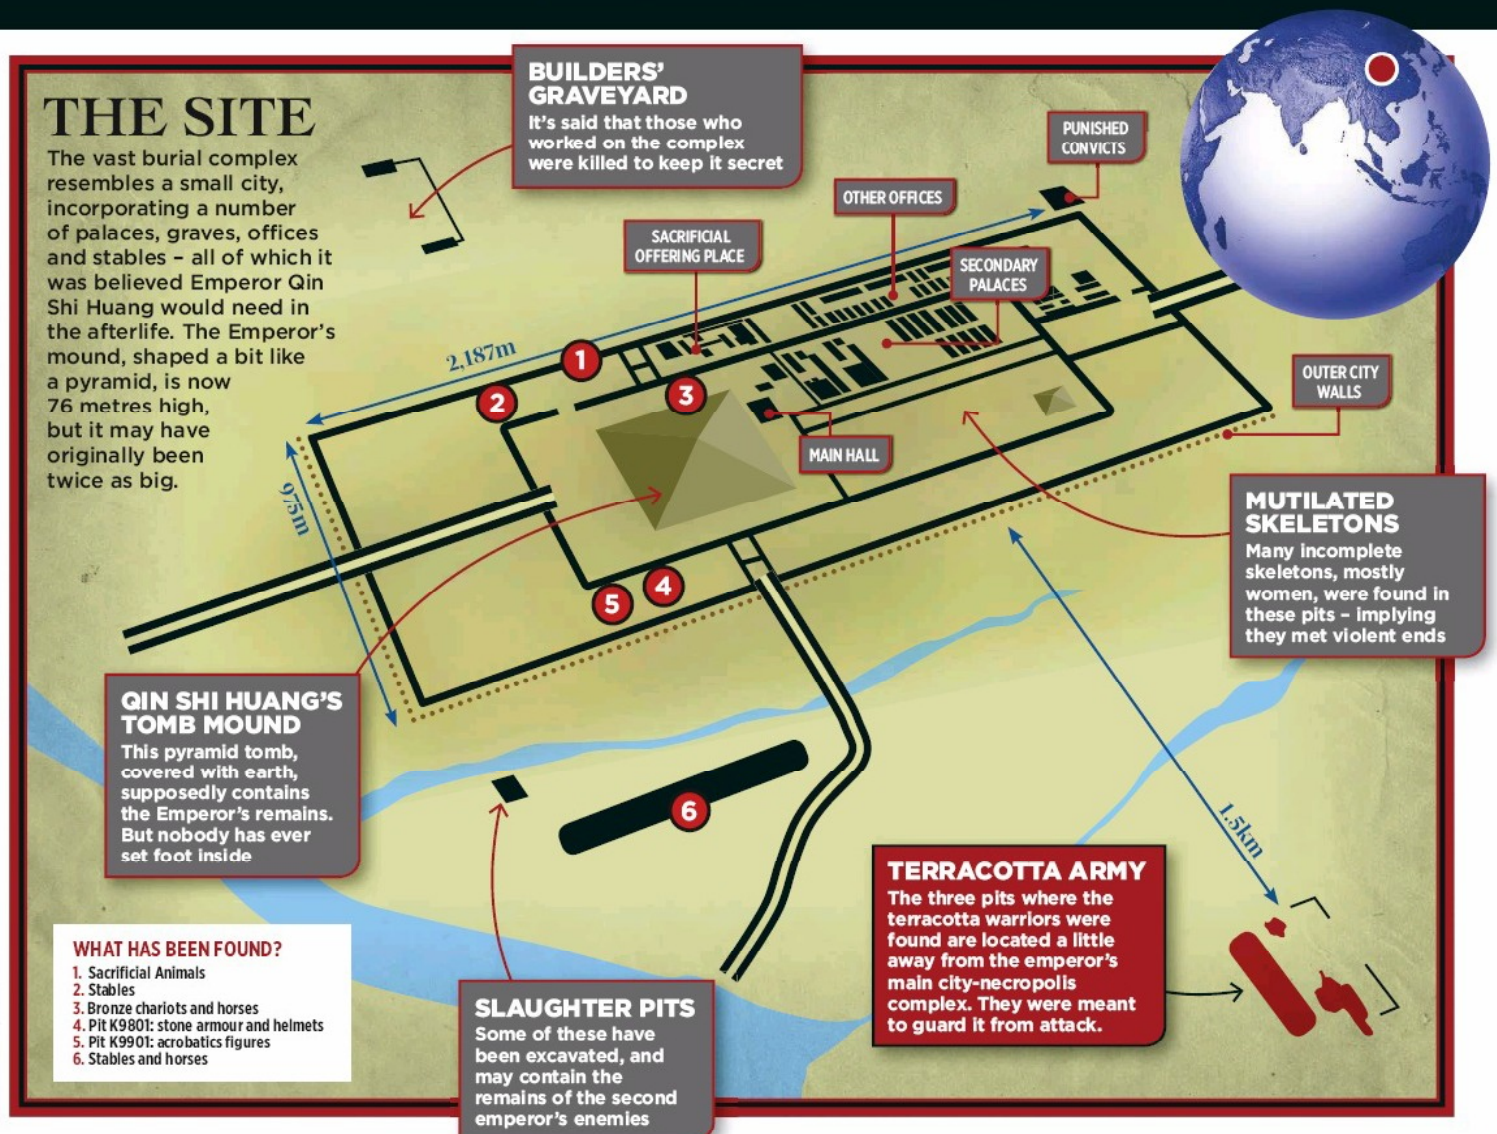 THE SITE
The vast burial complex
resembles a small city,
incorporating a number
of palaces, graves, offices
and stables – all of which it
was believed Emperor Qin
Shi Huang would need in
the afterlife. The Emperor's
mound, shaped a bit like
a pyramid, is now
76 metres high,
but it may have
originally been
twice as big.
BUILDERS'
GRAVEYARD
It's said that those who
worked on the complex
were killed to keep it secret
PUNISHED
CONVICTS
OTHER OFFICES
SACRIFICIAL
OFFERING PLACE
SECONDARY
PALACES
2,187m
1
2
3
OUTER CITY
WALLS
MAIN HALL
975m
4
5
MUTILATED
SKELETONS
Many incomplete
skeletons, mostly
women, were found in
these pits – implying
they met violent ends
QIN SHI HUANG'S
TOMB MOUND
This pyramid tomb,
covered with earth,
supposedly contains
the Emperor's remains.
But nobody has ever
set foot inside
6
1.5km
TERRACOTTA ARMY
The three pits where the
terracotta warriors were
found are located a little
away from the emperor's
main city-necropolis
complex. They were meant
to guard it from attack.
WHAT HAS BEEN FOUND?
1. Sacrificial Animals
2. Stables
3. Bronze chariots and horses
4. Pit K9801: stone armour and helmets
5. Pit K9901: acrobatics figures
6. Stables and horses
SLAUGHTER PITS
Some of these have
been excavated, and
may contain the
remains of the second
emperor's enemies